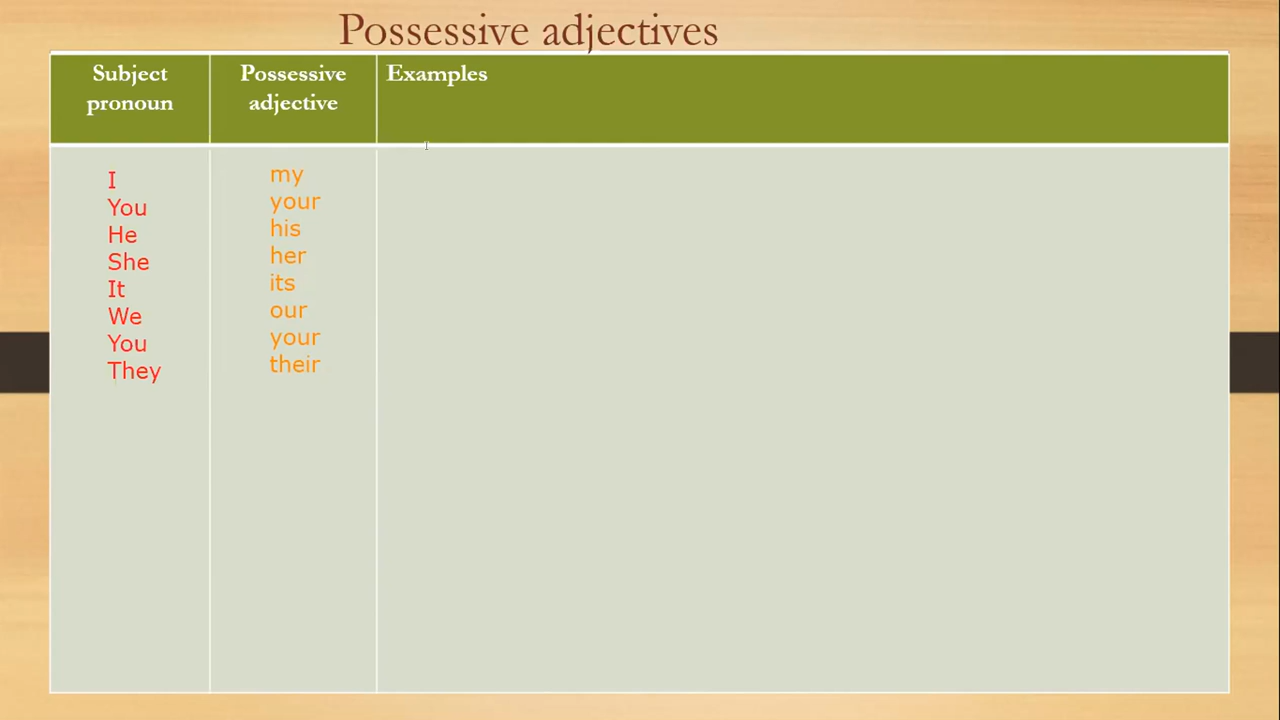 Possessive adjectives
Subject pronoun
Possessive adjective
Examples
I
You
He
She
It
We
You
They
my
your
his
her
its
our
your
their